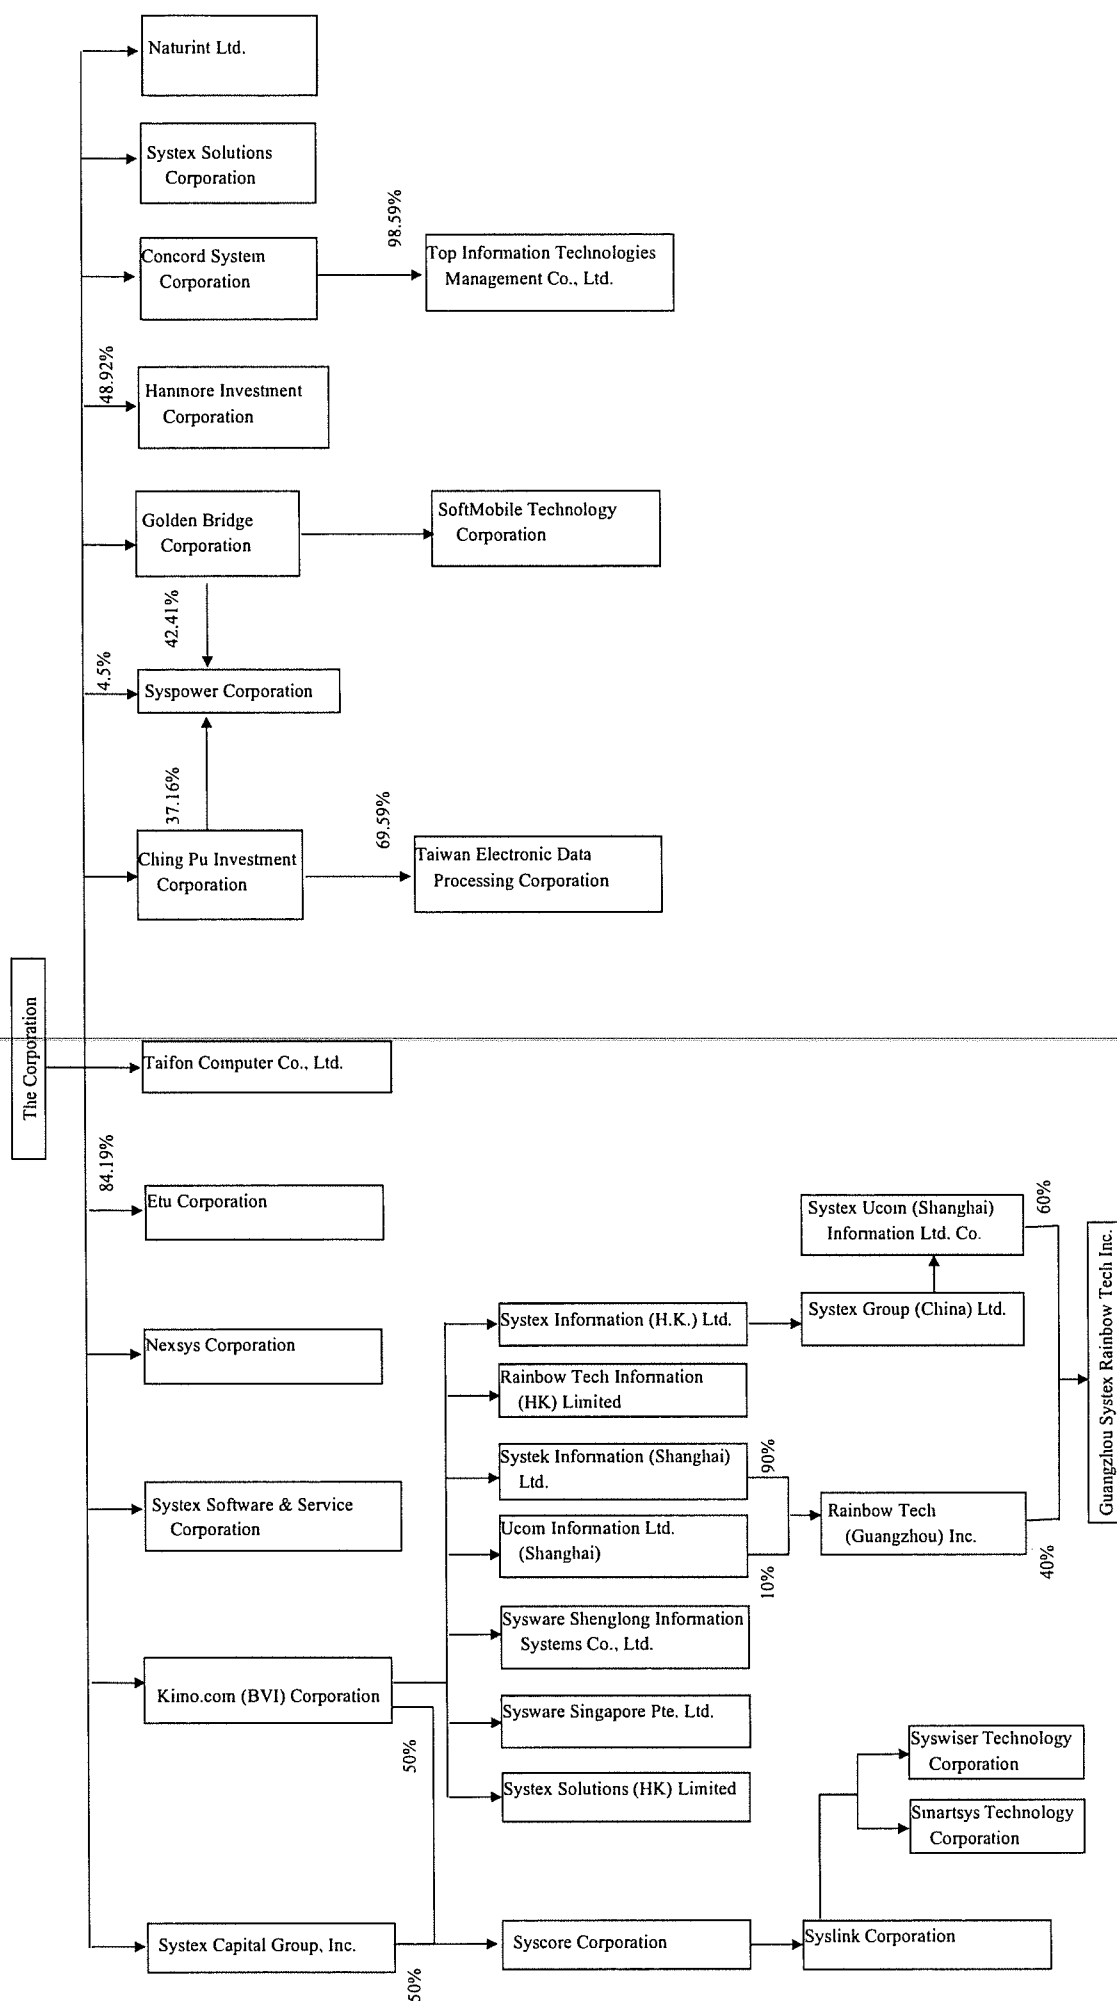 Naturint Ltd.
Systex Solutions
Corporation
98.59%
Concord System
Corporation
Top Information Technologies
Management Co., Ltd.
48.92%
Hanmore Investment
Corporation
Golden Bridge
Corporation
SoftMobile Technology
Corporation
42.41%
4.5%
Syspower Corporation
37.16%
69.59%
Ching Pu Investment
Corporation
Taiwan Electronic Data
Processing Corporation
The Corporation
Taifon Computer Co., Ltd.
84.19%
Etu Corporation
Systex Ucom (Shanghai)
Information Ltd. Co.
60%
Guangzhou Systex Rainbow Tech Inc.
Systex Information (H.K.) Ltd.
Systex Group (China) Ltd.
Nexsys Corporation
Rainbow Tech Information
(HK) Limited
Systek Information (Shanghai)
Ltd.
90%
Systex Software & Service
Corporation
Ucom Information Ltd.
(Shanghai)
10%
Rainbow Tech
(Guangzhou) Inc.
40%
Sysware Shenglong Information
Systems Co., Ltd.
Kimo.com (BVI) Corporation
Sysware Singapore Pte. Ltd.
50%
Systex Solutions (HK) Limited
Syswiser Technology
Corporation
Smartsys Technology
Corporation
Systex Capital Group, Inc.
50%
Syscore Corporation
Syslink Corporation